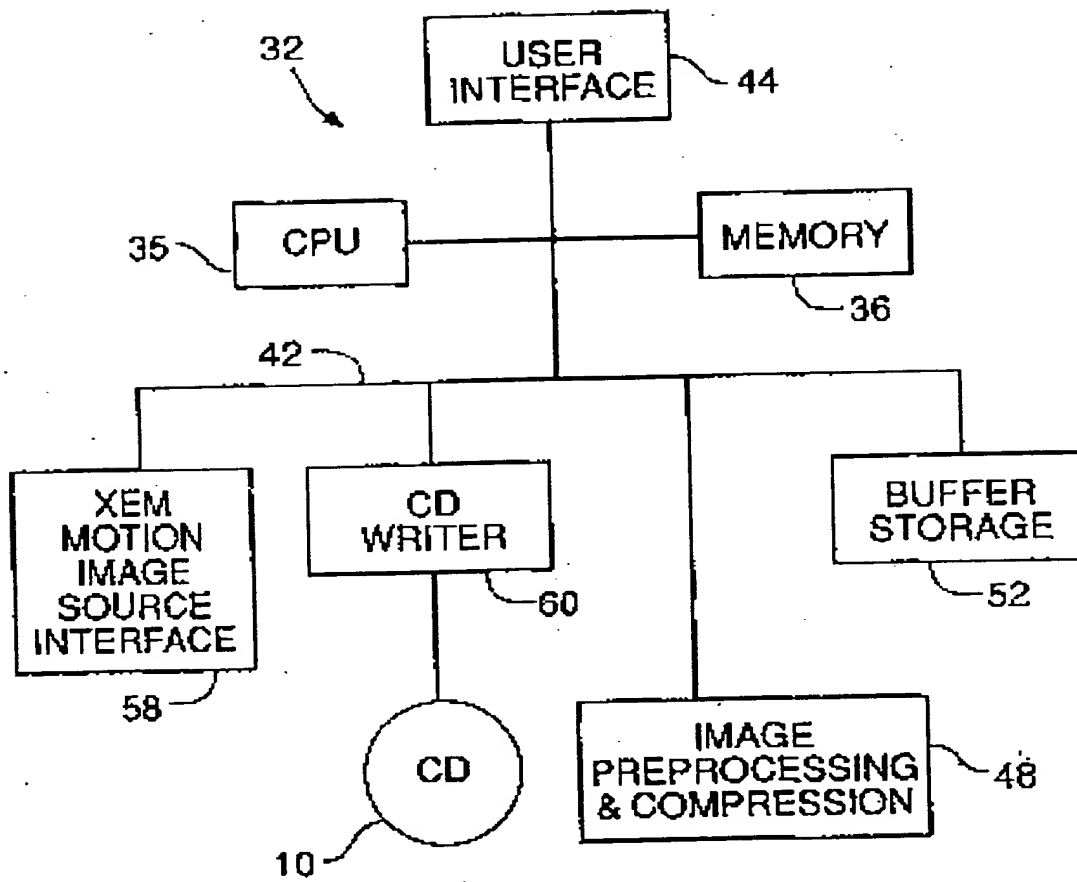 32
USER
INTERFACE
44
35
CPU
MEMORY
36
42
XEM
MOTION
IMAGE
SOURCE
INTERFACE
58
CD
WRITER
60
BUFFER
STORAGE
52
CD
10
IMAGE
PREPROCESSING
& COMPRESSION
48